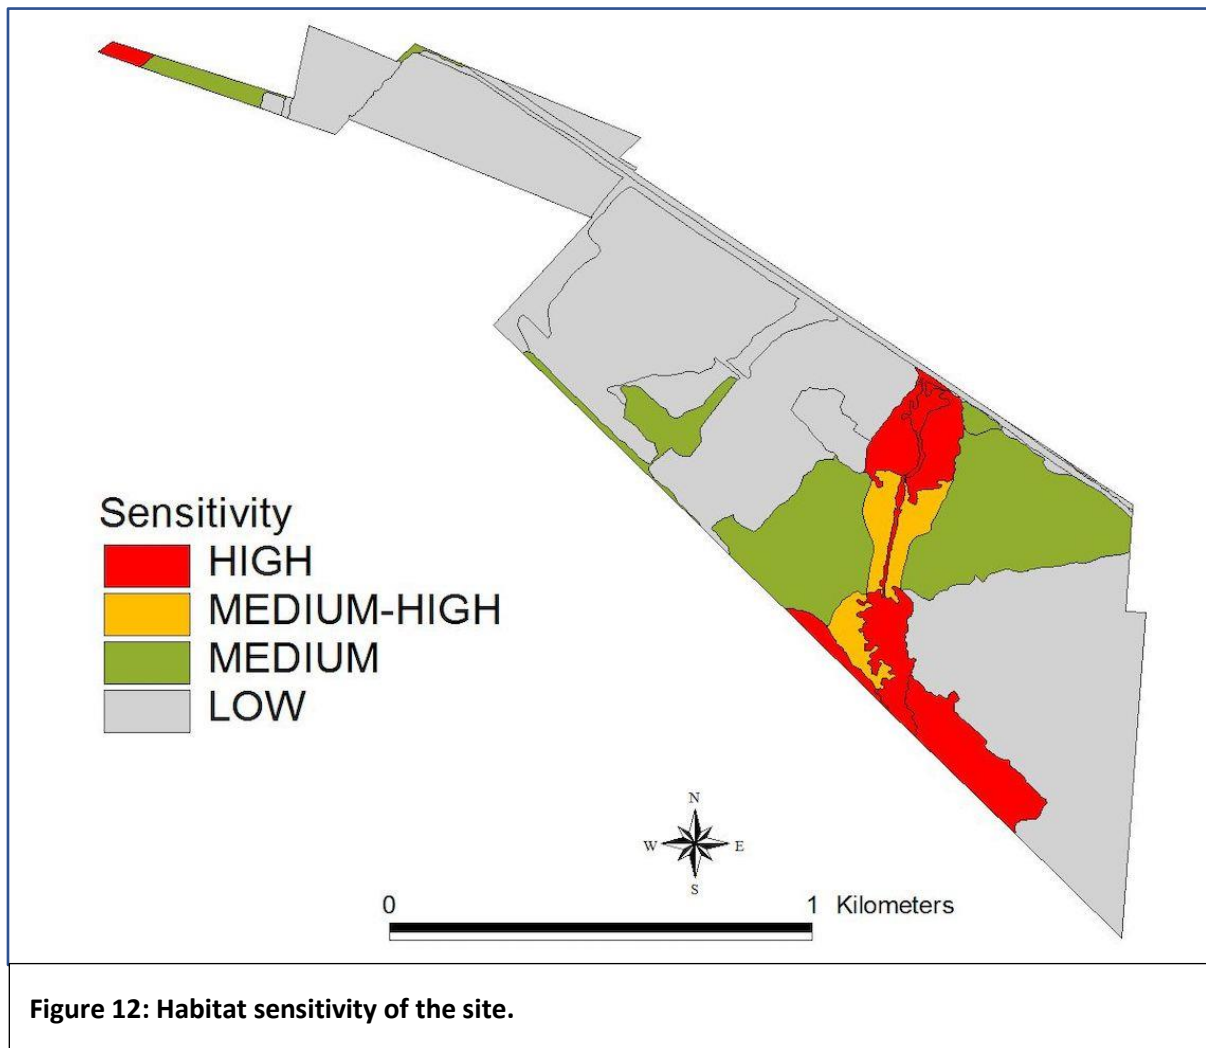 Sensitivity
HIGH
MEDIUM-HIGH
MEDIUM
LOW
N
W E
S
0 1 Kilometers
Figure 12: Habitat sensitivity of the site.